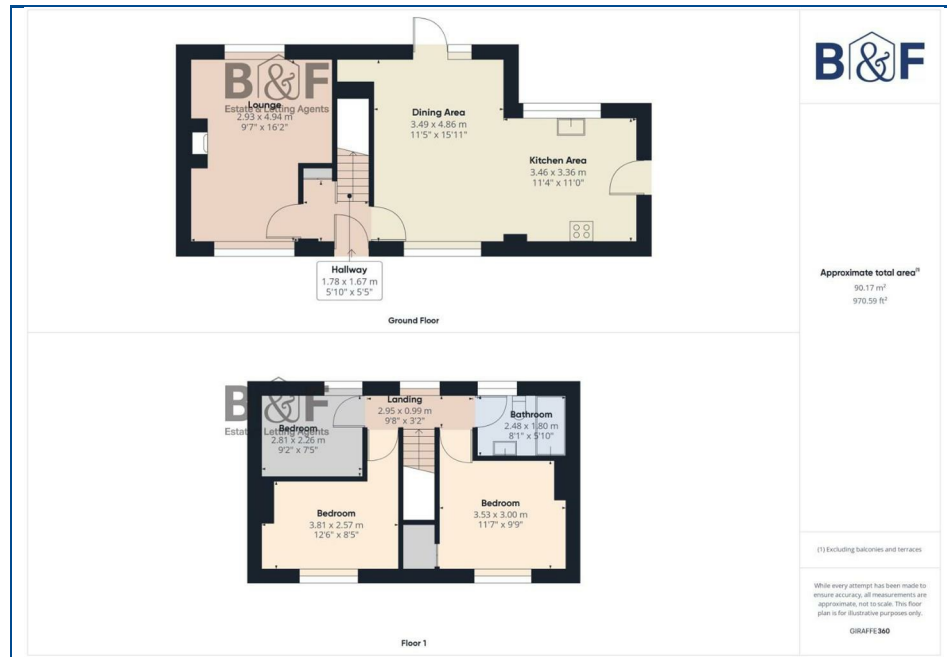 B&F
Estate & Letting Agents
Lounge
2.93 x 4.94 m
9'7" x 16'2"
Dining Area
3.49 x 4.86 m
11'5" x 15'11"
Kitchen Area
3.46 x 3.36 m
11'4" x 11'0"
Hallway
1.78 x 1.67 m
5'10" x 5'5"
Ground Floor
B&F
Estate & Letting Agents
Bedroom
2.81 x 2.26 m
9'2" x 7'5"
Landing
2.95 x 0.99 m
9'8" x 3'2"
Bathroom
2.48 x 1.80 m
8'1" x 5'10"
Bedroom
3.81 x 2.57 m
12'6" x 8'5"
Bedroom
3.53 x 3.00 m
11'7" x 9'9"
Floor 1
B&F
Approximate total area⁽¹⁾
90.17 m²
970.59 ft²
(1) Excluding balconies and terraces
While every attempt has been made to
ensure accuracy, all measurements are
approximate, not to scale. This floor
plan is for illustrative purposes only.
GIRAFFE360